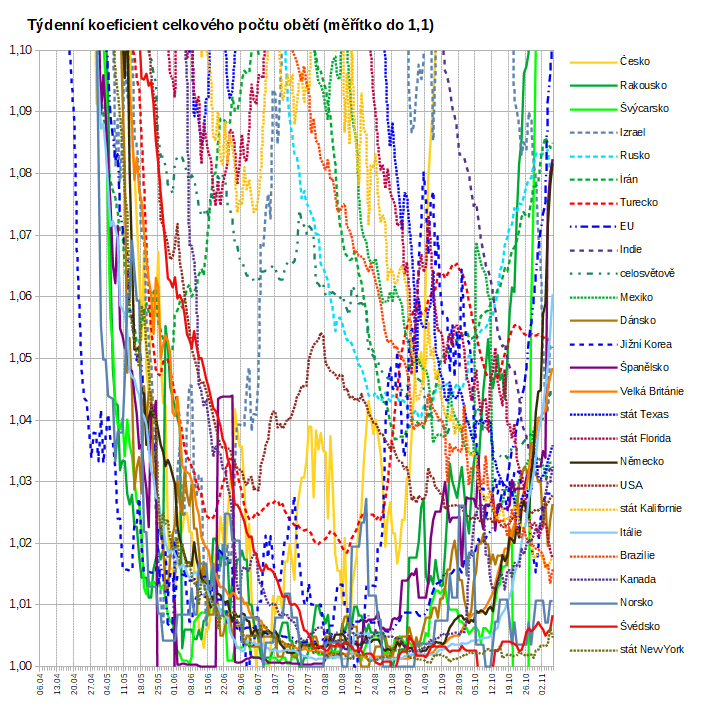 Týdenní koeficient celkového počtu obětí (měřítko do 1,1)
1,10
1,09
1,08
1,07
1,06
1,05
1,04
1,03
1,02
1,01
1,00
06.04
13.04
20.04
27.04
04.05
11.05
18.05
25.05
01.06
08.06
15.06
22.06
29.06
06.07
13.07
20.07
27.07
03.08
10.08
17.08
24.08
31.08
07.09
14.09
21.09
28.09
05.10
12.10
19.10
26.10
02.11
Česko
Rakousko
Švýcarsko
Izrael
Rusko
Irán
Turecko
EU
Indie
celosvětově
Mexiko
Dánsko
Jižní Korea
Španělsko
Velká Británie
stát Texas
stát Florida
Německo
USA
stát Kalifornie
Itálie
Brazílie
Kanada
Norsko
Švédsko
stát NewYork